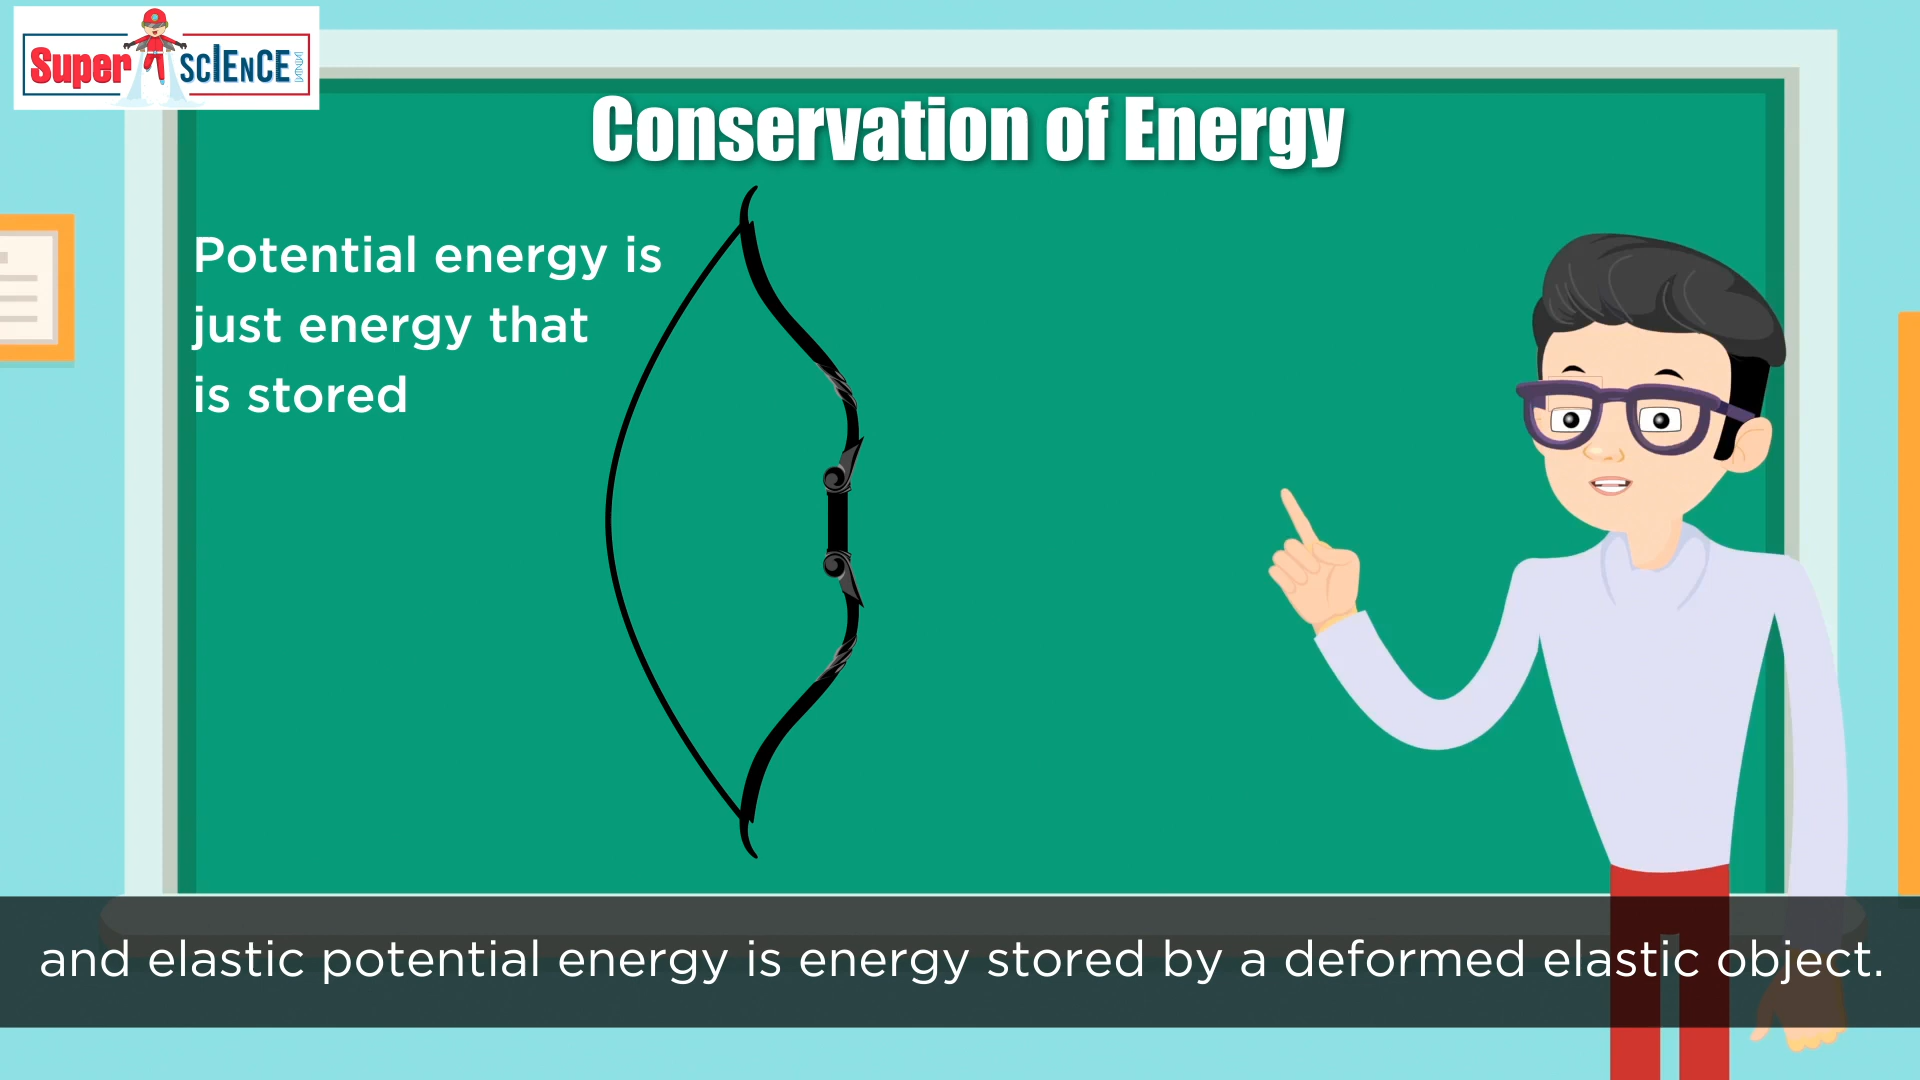 Super SCIENCE
Conservation of Energy
Potential energy is
just energy that
is stored
and elastic potential energy is energy stored by a deformed elastic object.